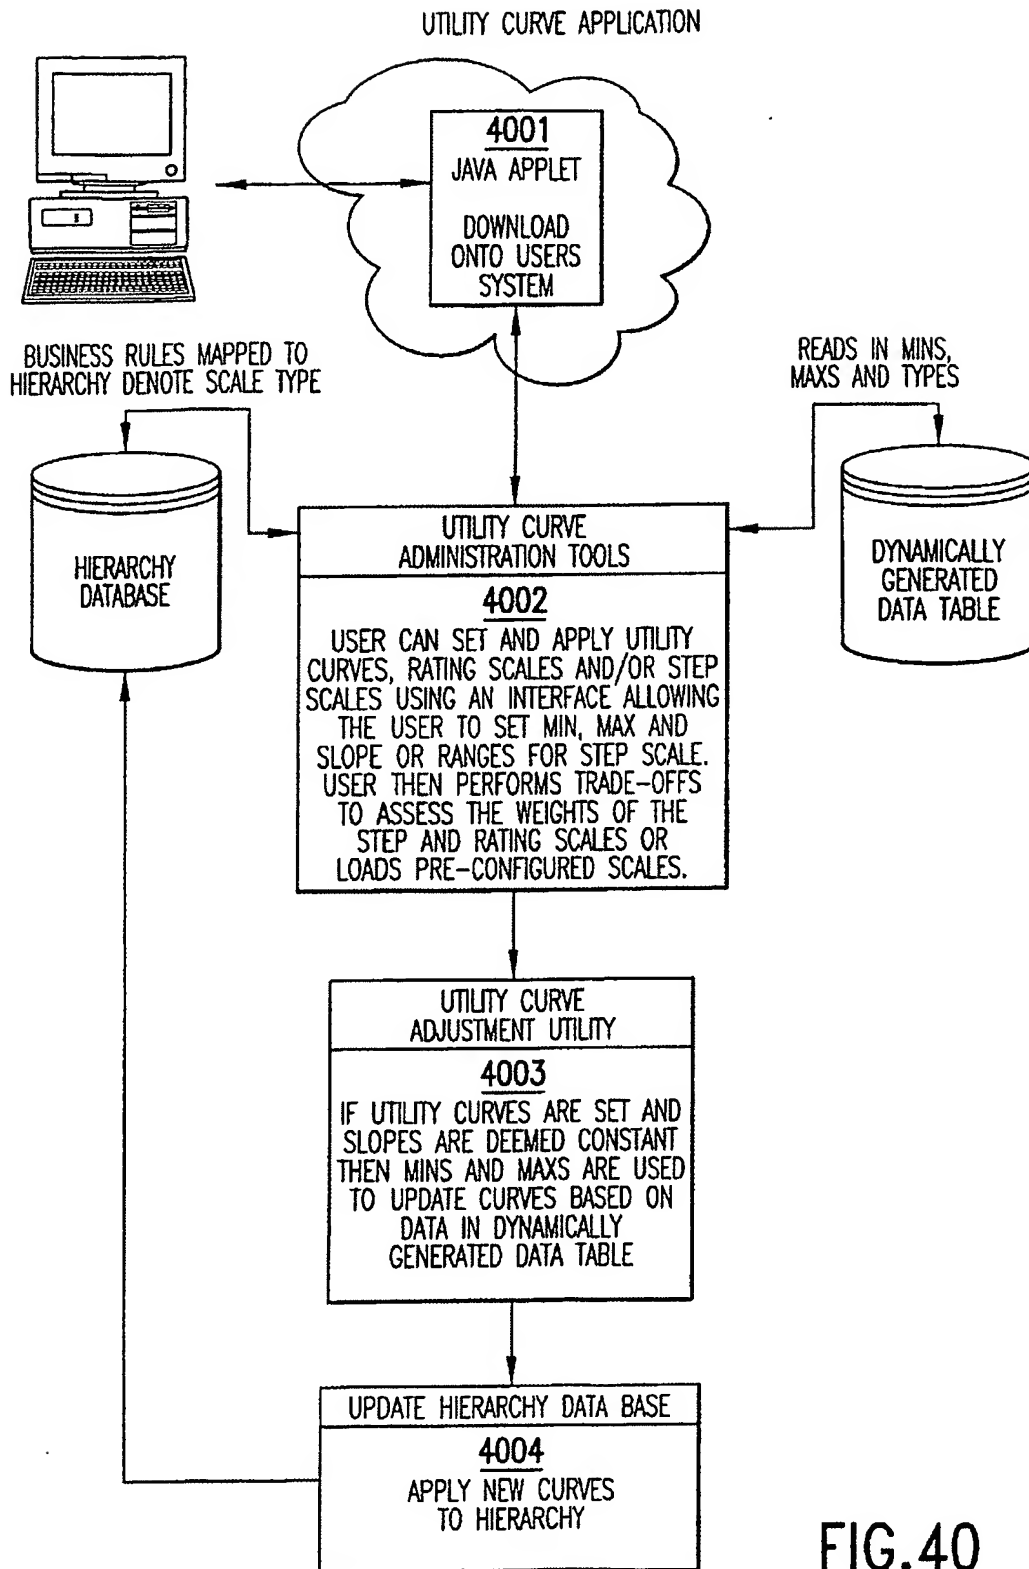 UTILITY CURVE APPLICATION
4001
JAVA APPLET
DOWNLOAD
ONTO USERS
SYSTEM
BUSINESS RULES MAPPED TO
HIERARCHY DENOTE SCALE TYPE
READS IN MINS,
MAXS AND TYPES
HIERARCHY
DATABASE
UTILITY CURVE
ADMINISTRATION TOOLS
4002
USER CAN SET AND APPLY UTILITY
CURVES, RATING SCALES AND/OR STEP
SCALES USING AN INTERFACE ALLOWING
THE USER TO SET MIN, MAX AND
SLOPE OR RANGES FOR STEP SCALE.
USER THEN PERFORMS TRADE-OFFS
TO ASSESS THE WEIGHTS OF THE
STEP AND RATING SCALES OR
LOADS PRE-CONFIGURED SCALES.
DYNAMICALLY
GENERATED
DATA TABLE
UTILITY CURVE
ADJUSTMENT UTILITY
4003
IF UTILITY CURVES ARE SET AND
SLOPES ARE DEEMED CONSTANT
THEN MINS AND MAXS ARE USED
TO UPDATE CURVES BASED ON
DATA IN DYNAMICALLY
GENERATED DATA TABLE
UPDATE HIERARCHY DATA BASE
4004
APPLY NEW CURVES
TO HIERARCHY
FIG.40